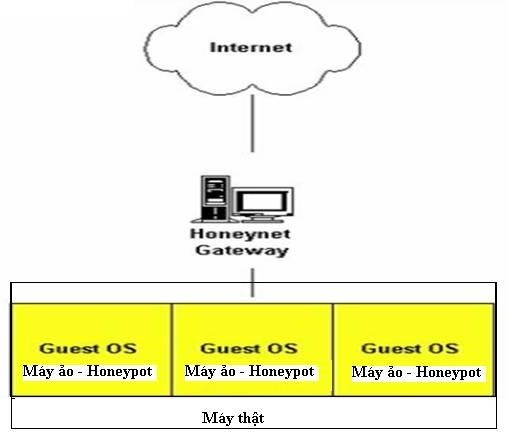 Internet
Honeynet
Gateway
Guest OS
Máy ảo - Honeypot
Guest OS
Máy ảo - Honeypot
Guest OS
Máy ảo - Honeypot
Máy thật